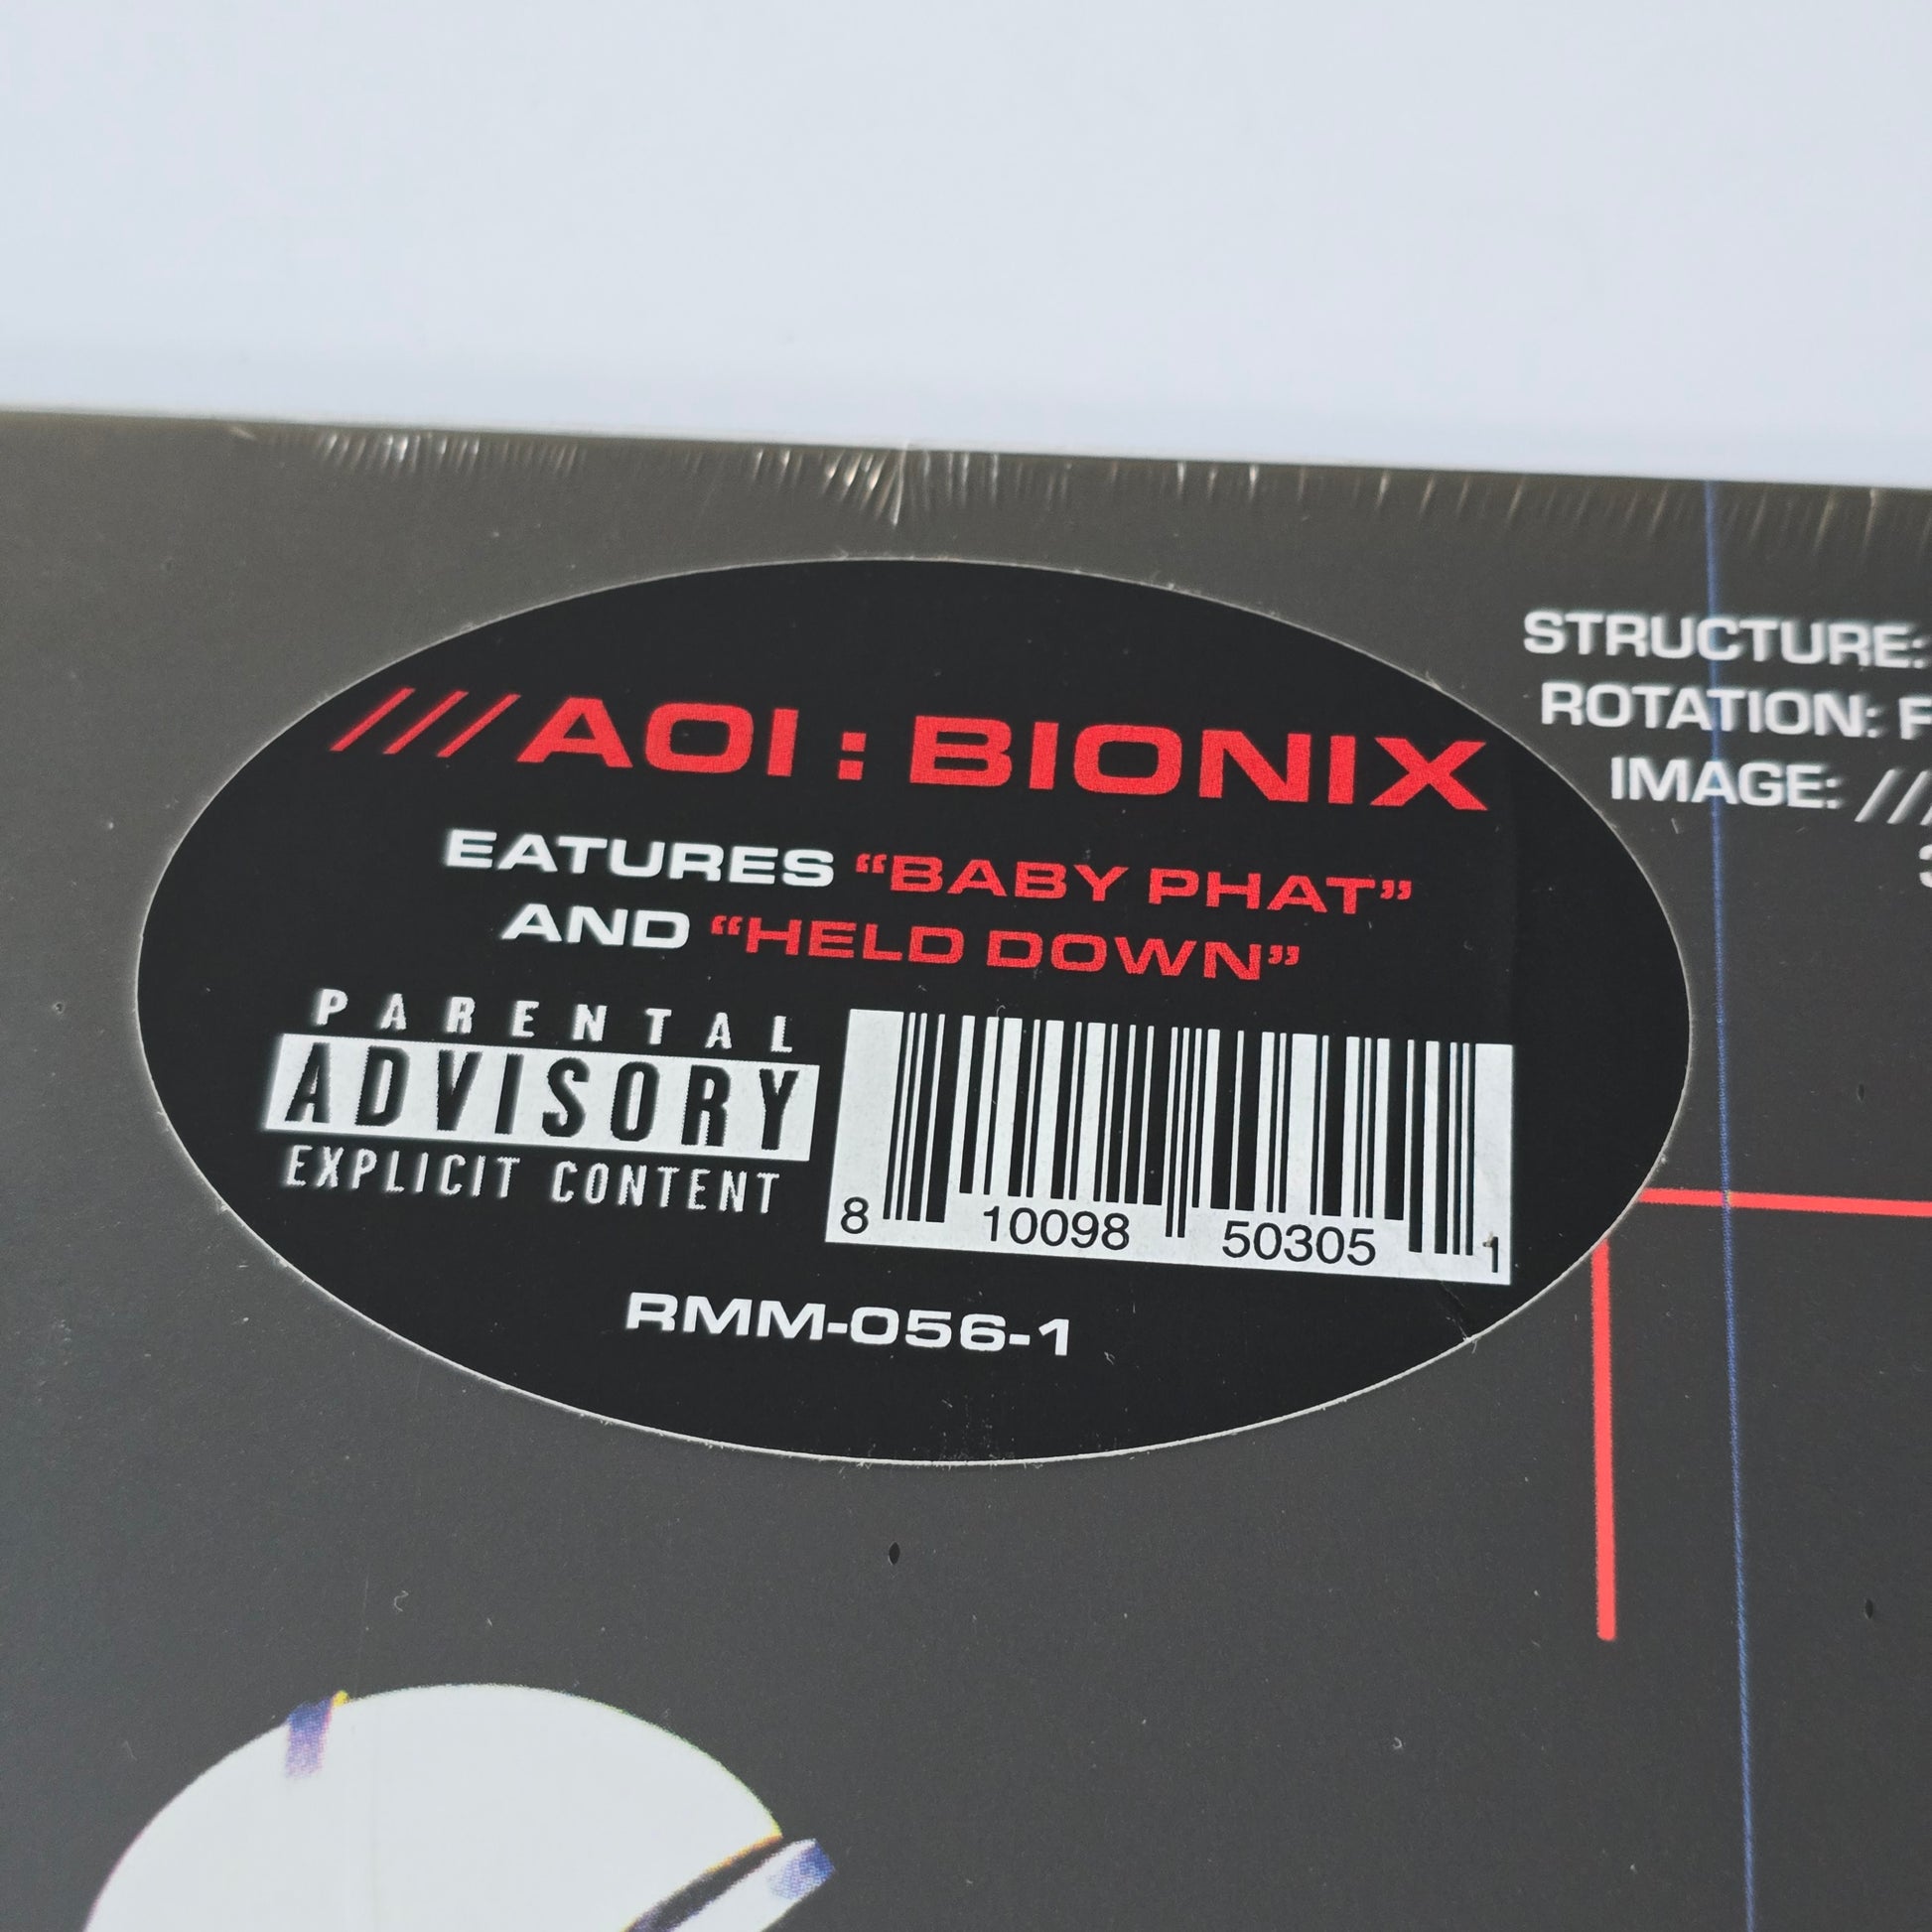 ///AOI : BIONIX
EATURES “BABY PHAT”
AND “HELD DOWN”
PARENTAL
ADVISORY
EXPLICIT CONTENT
8 10098 50305 1
RMM-056-1
STRUCTURE:
ROTATION: F
IMAGE: ///
3